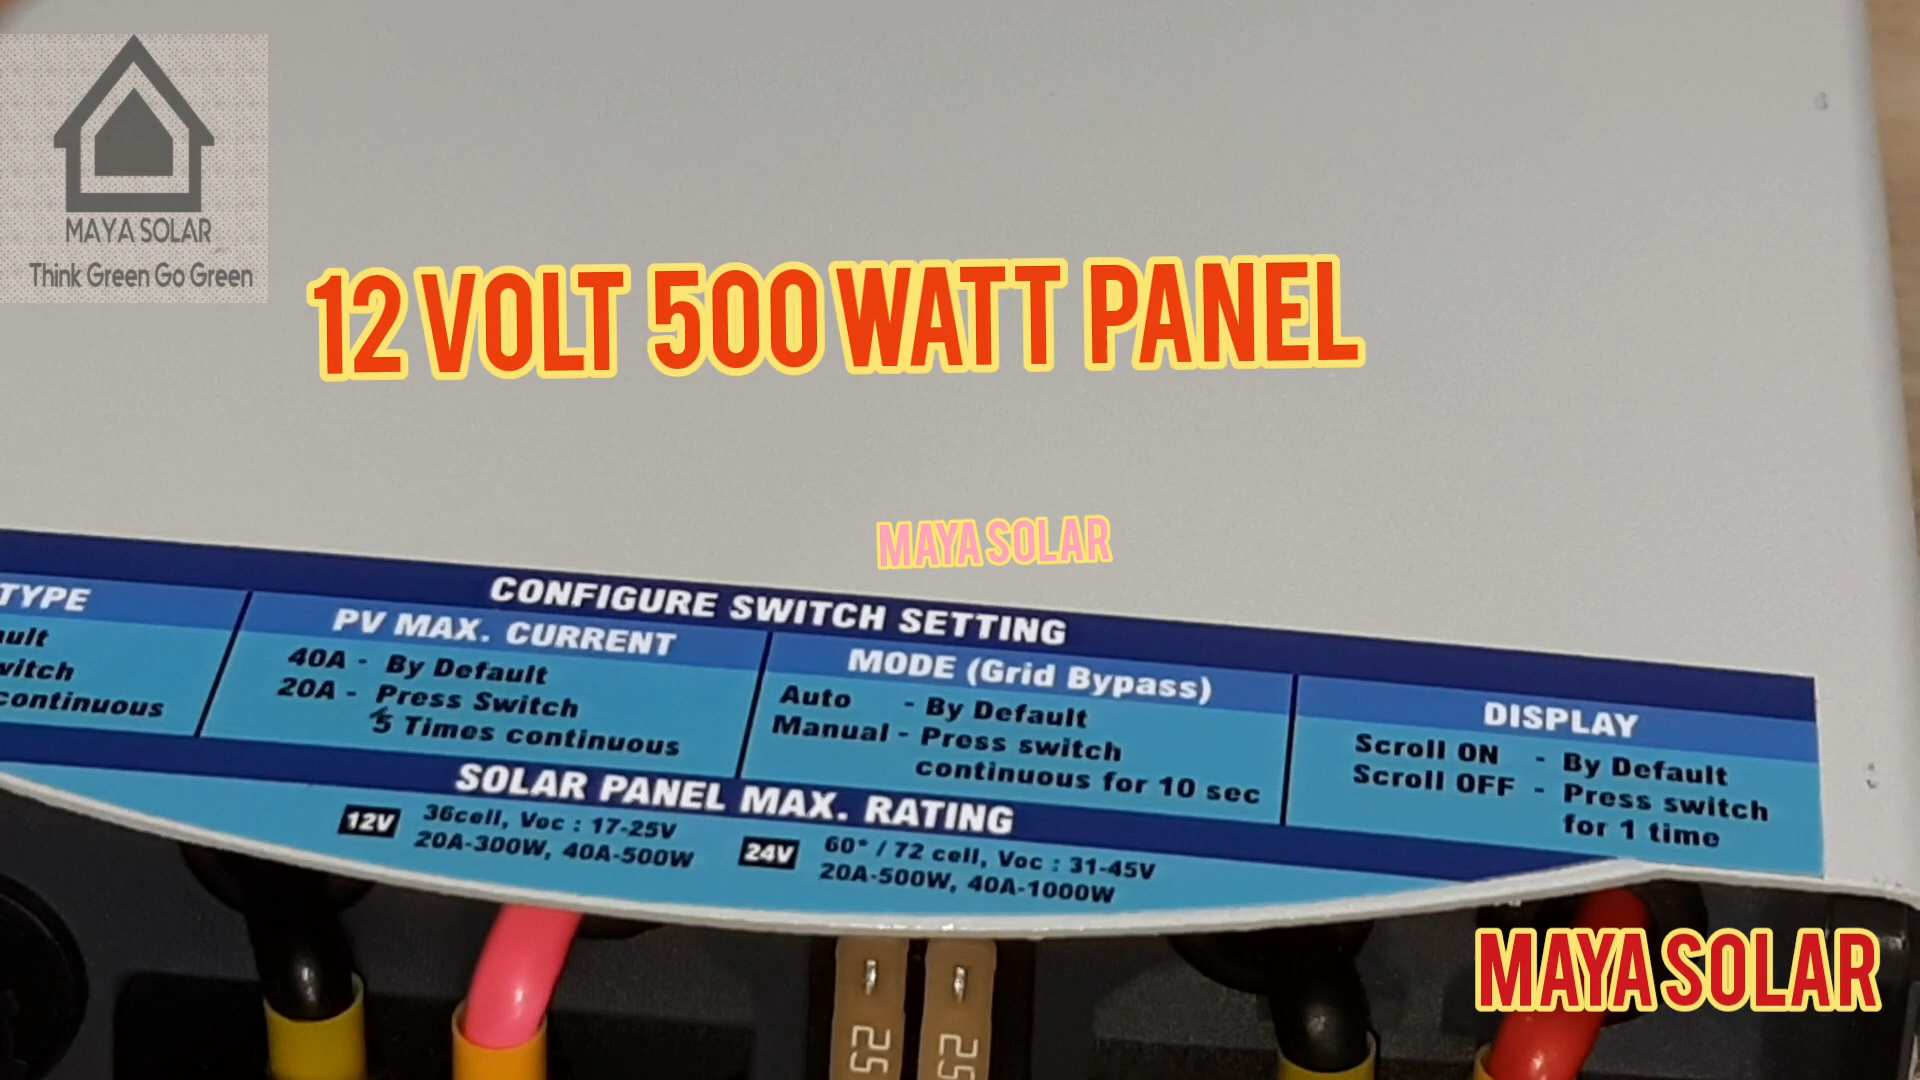 MAYA SOLAR
Think Green Go Green
12 VOLT 500 WATT PANEL
MAYA SOLAR
CONFIGURE SWITCH SETTING
TYPE
continuous
PV MAX. CURRENT
40A - By Default
20A - Press Switch
5 Times continuous
MODE (Grid Bypass)
Auto - By Default
Manual - Press switch
continuous for 10 sec
DISPLAY
Scroll ON - By Default
Scroll OFF - Press switch
for 1 time
SOLAR PANEL MAX. RATING
12V 36cell, Voc : 17-25V
20A-300W, 40A-500W
24V 60* / 72 cell, Voc : 31-45V
20A-500W, 40A-1000W
25
25
MAYA SOLAR